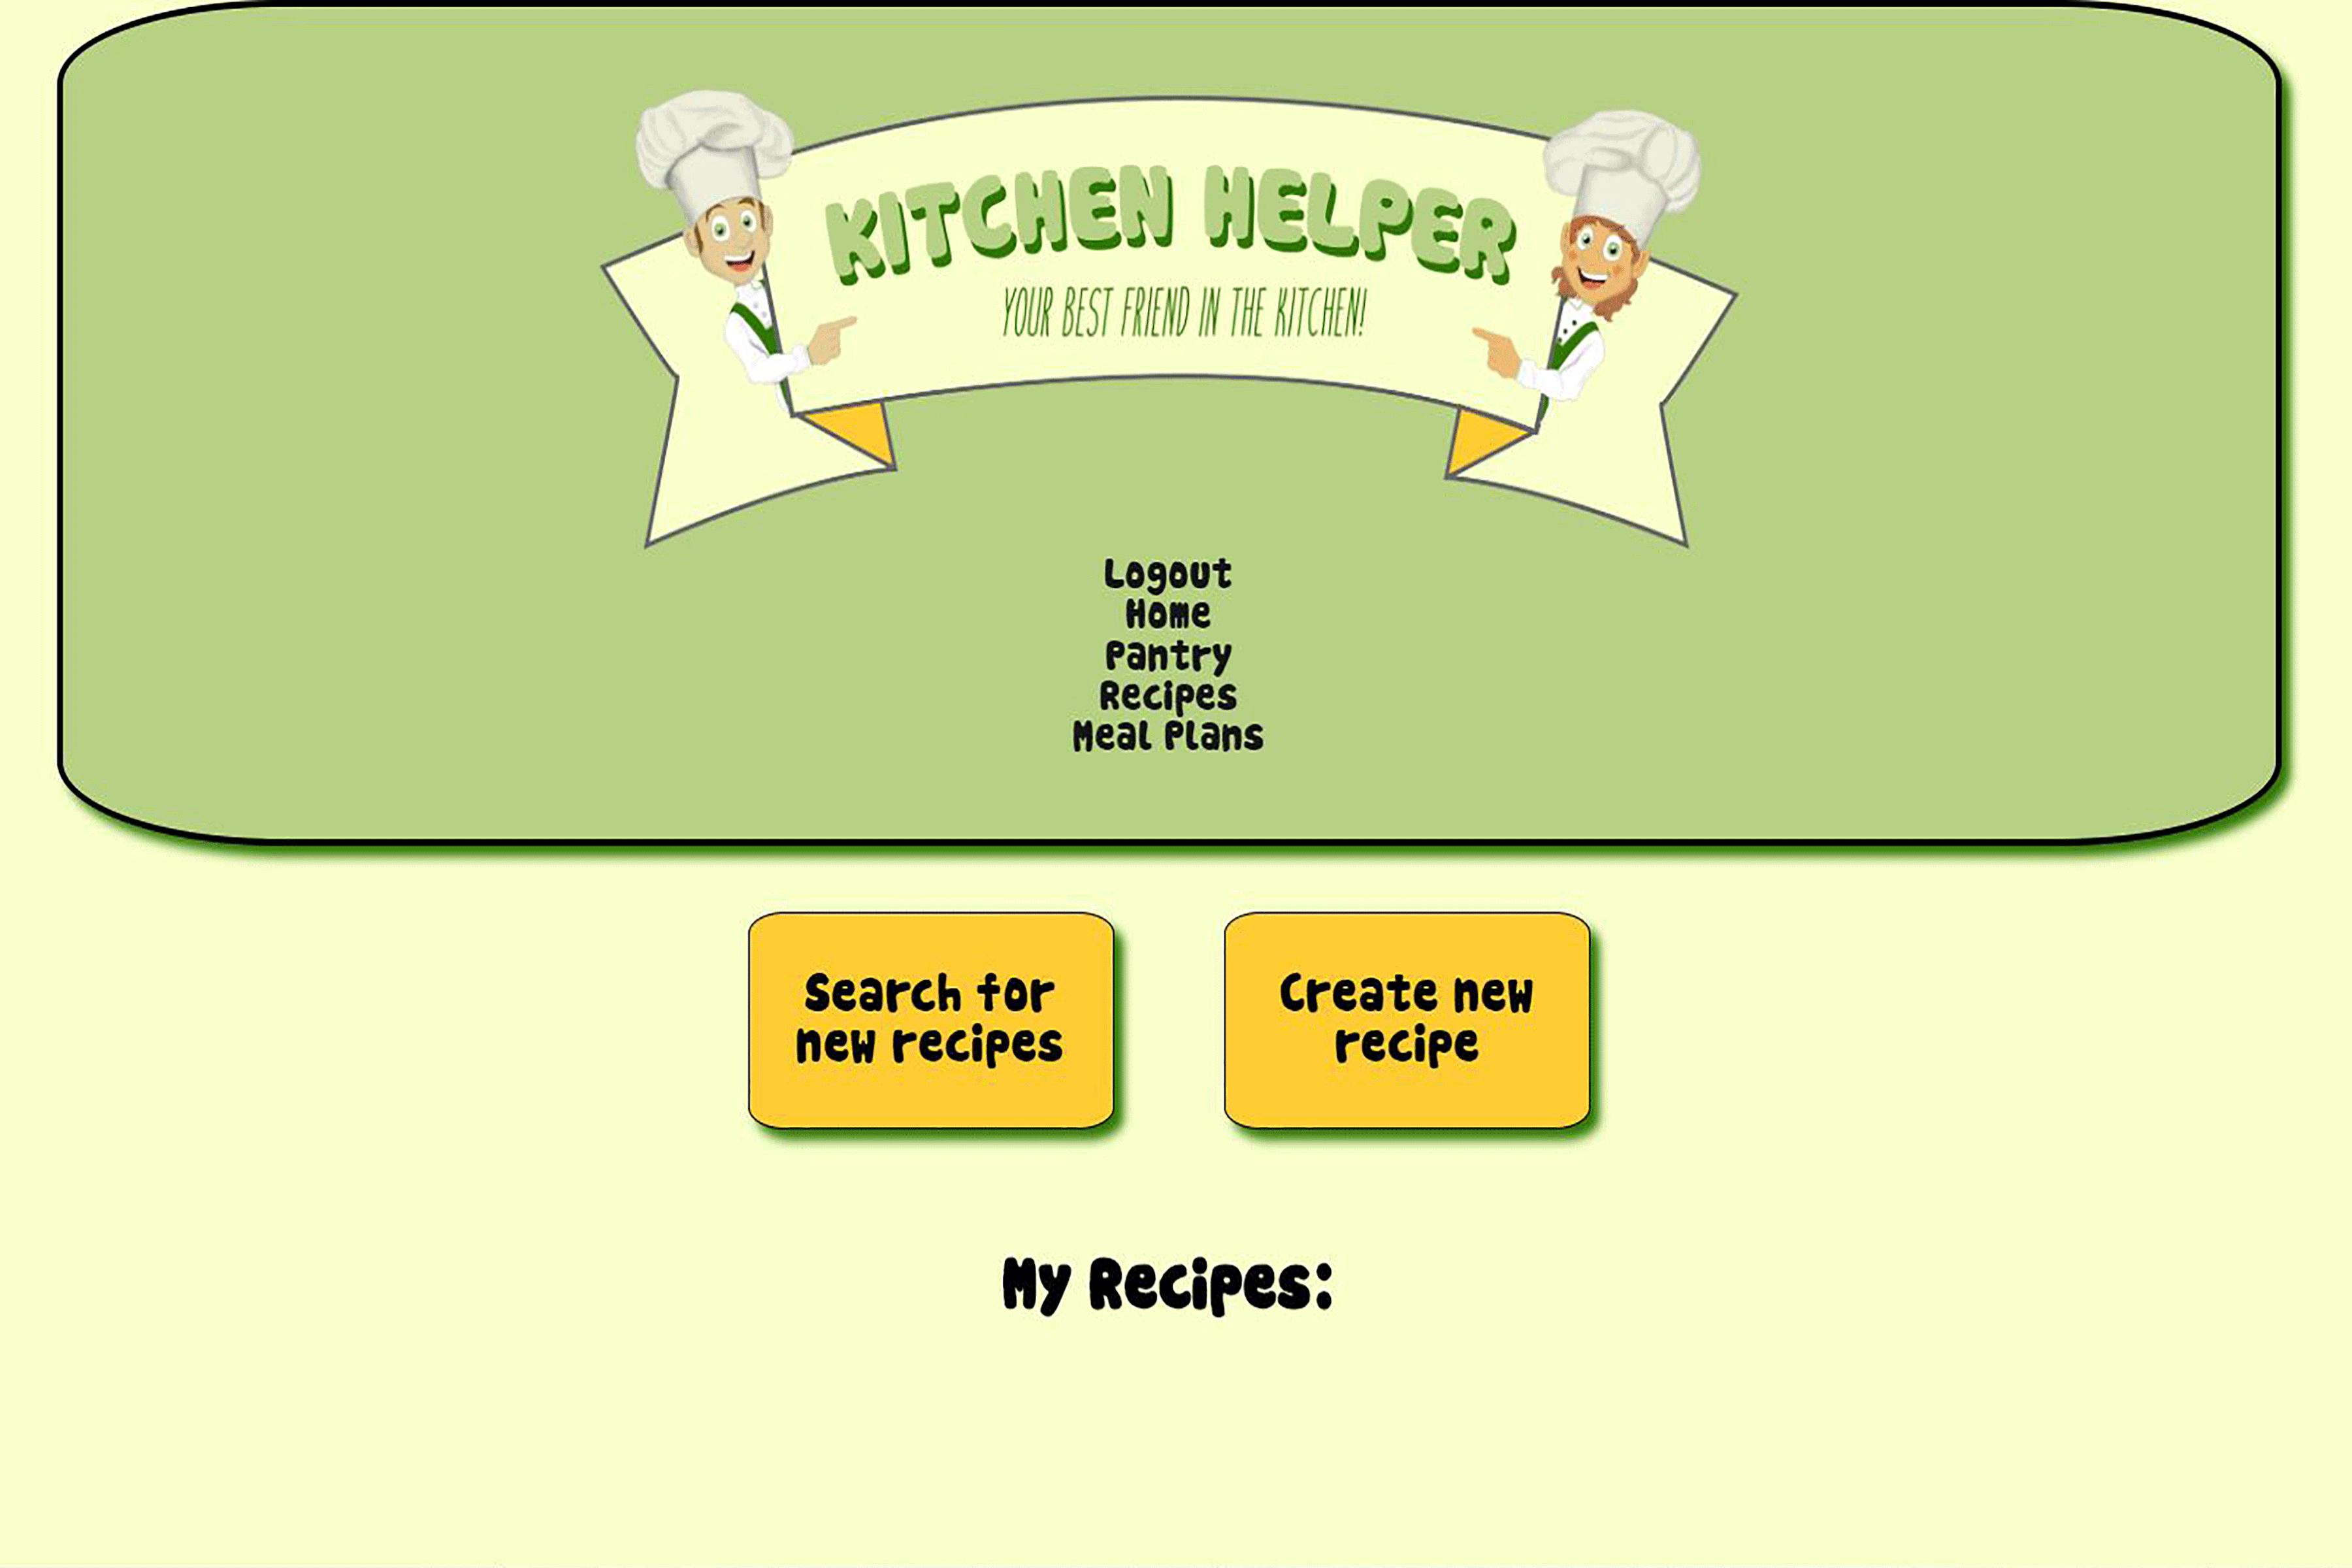 KITCHEN HELPER
YOUR BEST FRIEND IN THE KITCHEN!
Logout
Home
Pantry
Recipes
Meal Plans
Search for
new recipes
Create new
recipe
My Recipes: